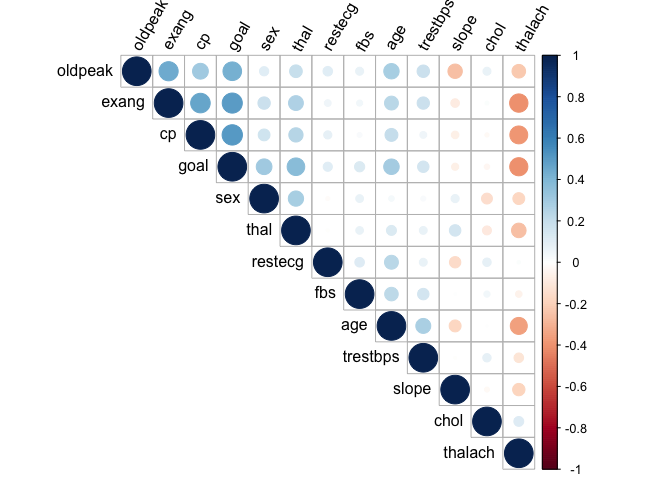 oldpeak
exang
cp
goal
sex
thal
restecg
fbs
age
trestbps
slope
chol
thalach
oldpeak
exang
cp
goal
sex
thal
restecg
fbs
age
trestbps
slope
chol
thalach
1
0.8
0.6
0.4
0.2
0
-0.2
-0.4
-0.6
-0.8
-1